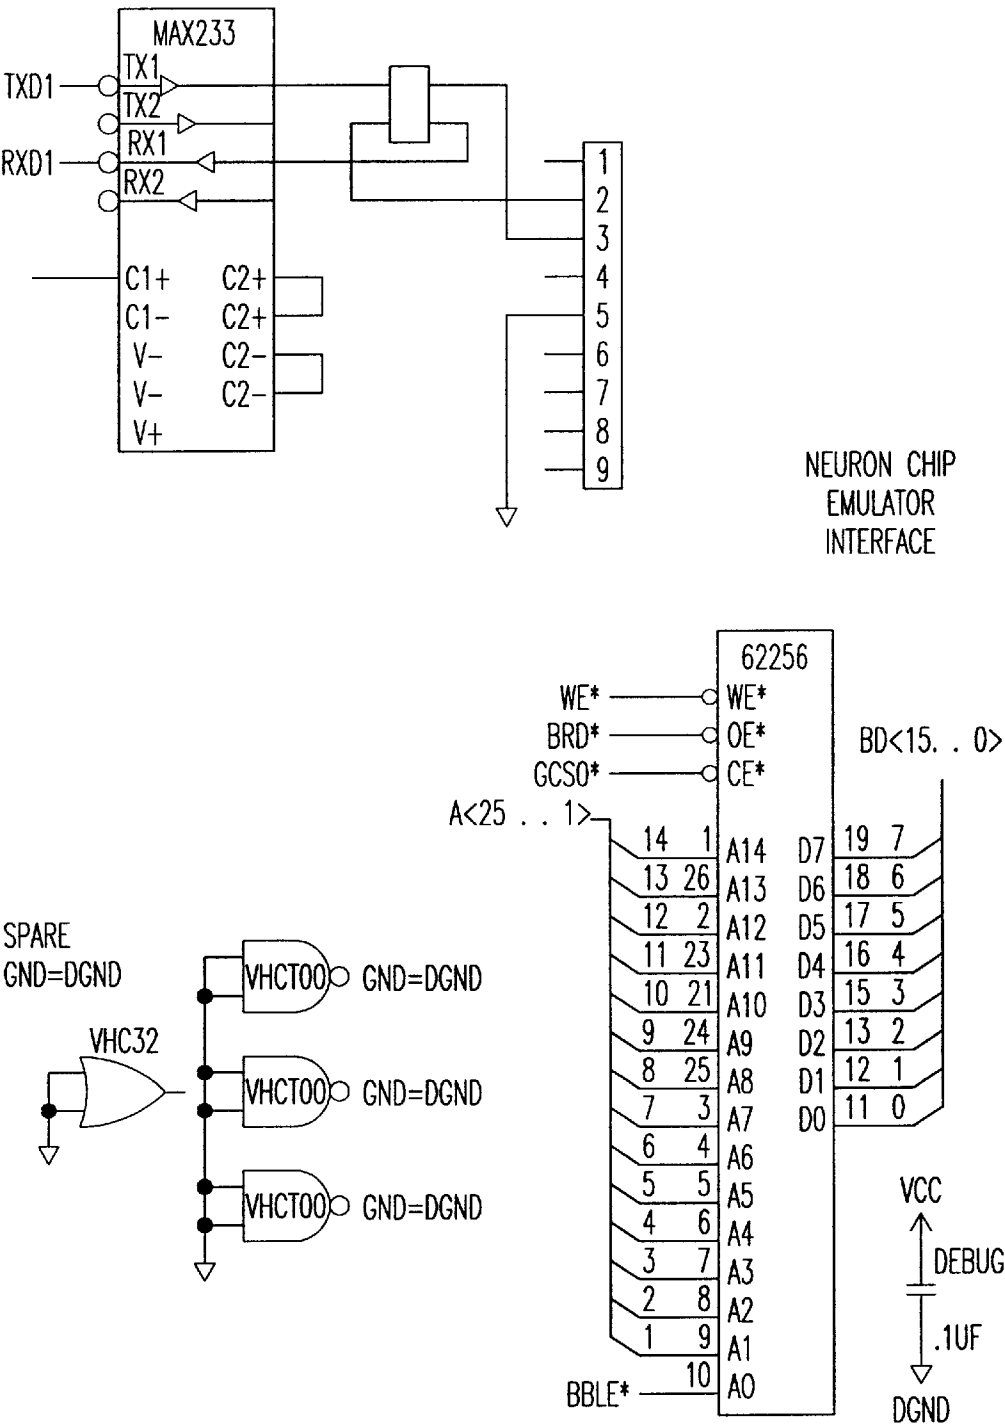 MAX233
TXD1
TX1
TX2
RXD1
RX1
RX2
C1+ C2+
C1- C2+
V- C2-
V- C2-
V+
1
2
3
4
5
6
7
8
9
NEURON CHIP
EMULATOR
INTERFACE
62256
WE* WE*
BRD* OE*
GCS0* CE*
BD<15. . 0>
A<25 . . 1>
14 1 A14 D7 19 7
13 26 A13 D6 18 6
12 2 A12 D5 17 5
11 23 A11 D4 16 4
10 21 A10 D3 15 3
9 24 A9 D2 13 2
8 25 A8 D1 12 1
7 3 A7 D0 11 0
6 4 A6
5 5 A5
4 6 A4
3 7 A3
2 8 A2
1 9 A1
BBLE* 10 A0
SPARE
GND=DGND
VHC32
VHCT00 GND=DGND
VHCT00 GND=DGND
VHCT00 GND=DGND
VCC
DEBUG
.1UF
DGND